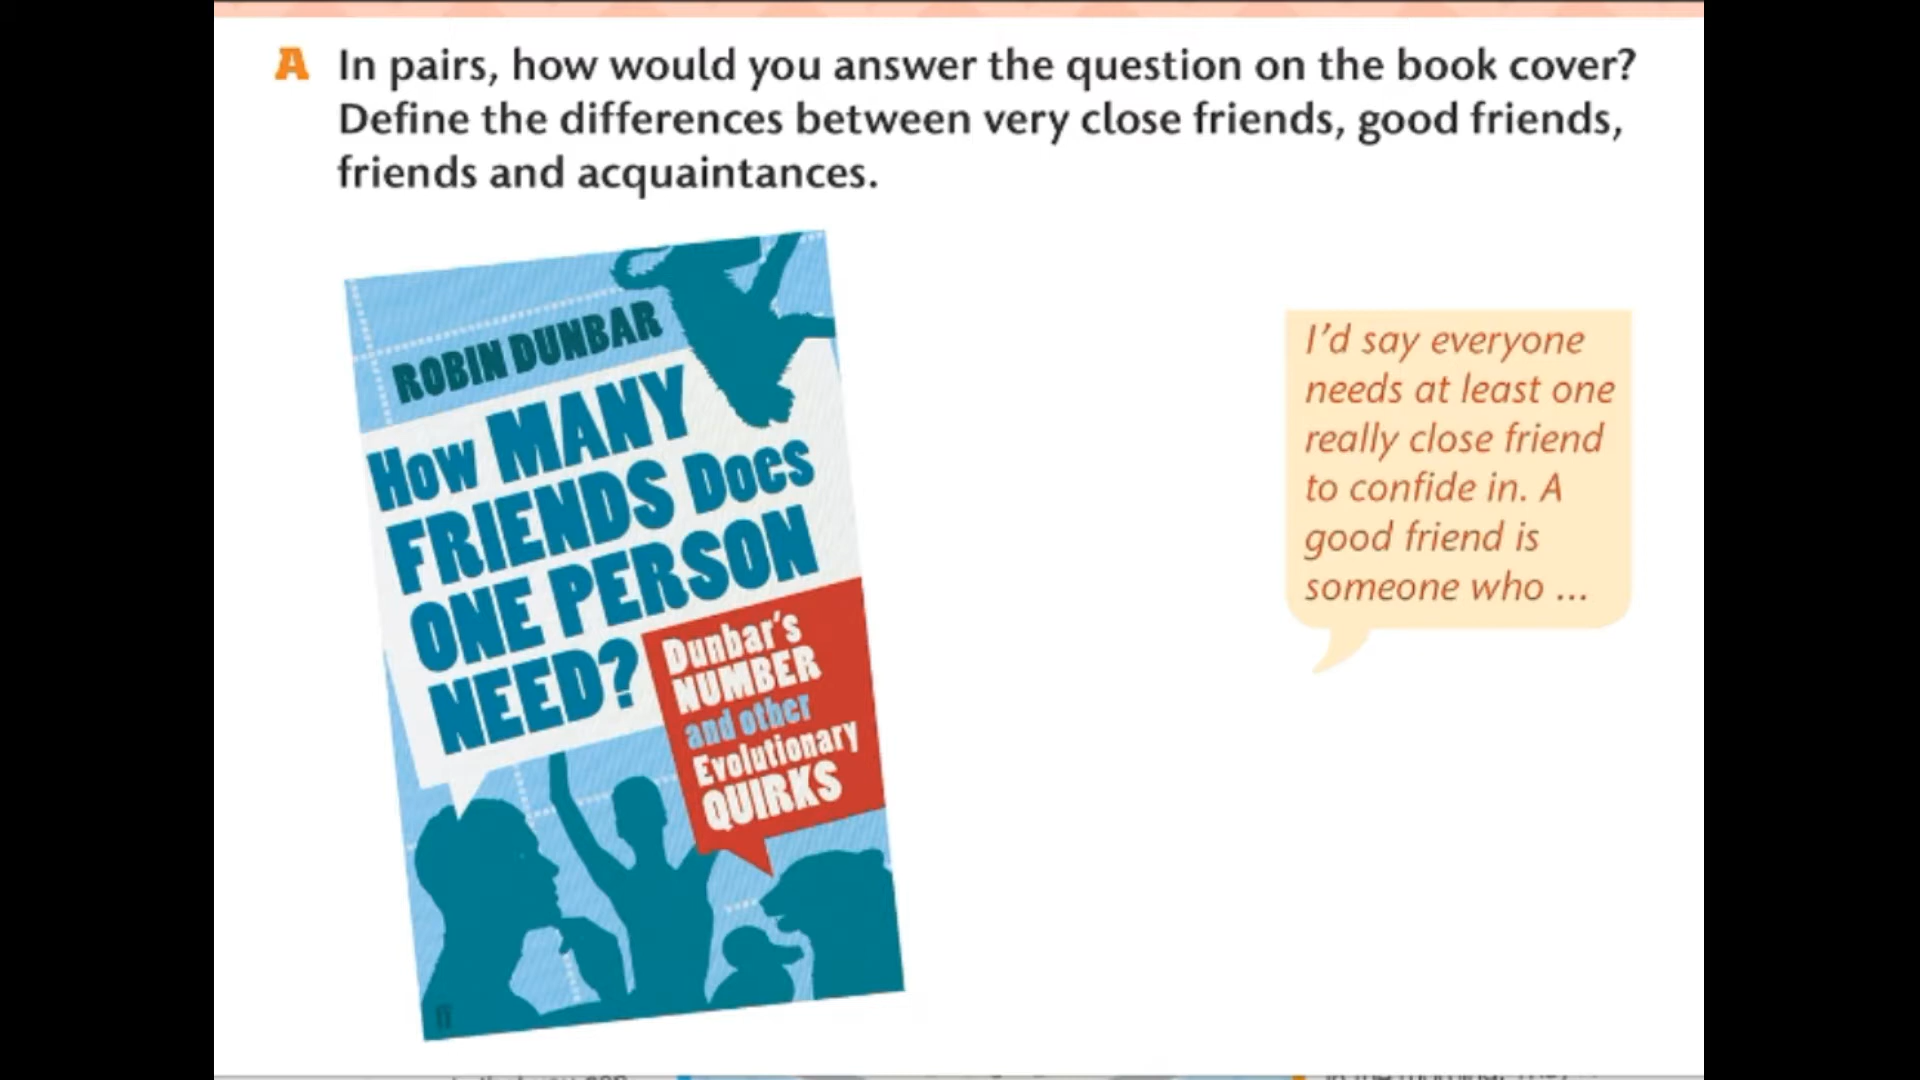 A In pairs, how would you answer the question on the book cover?
Define the differences between very close friends, good friends,
friends and acquaintances.
ROBIN DUNBAR
How MANY
FRIENDS Does
ONE PERSON
NEED?
Dunbar's
NUMBER
and other
Evolutionary
QUIRKS
ff
I'd say everyone
needs at least one
really close friend
to confide in. A
good friend is
someone who ...